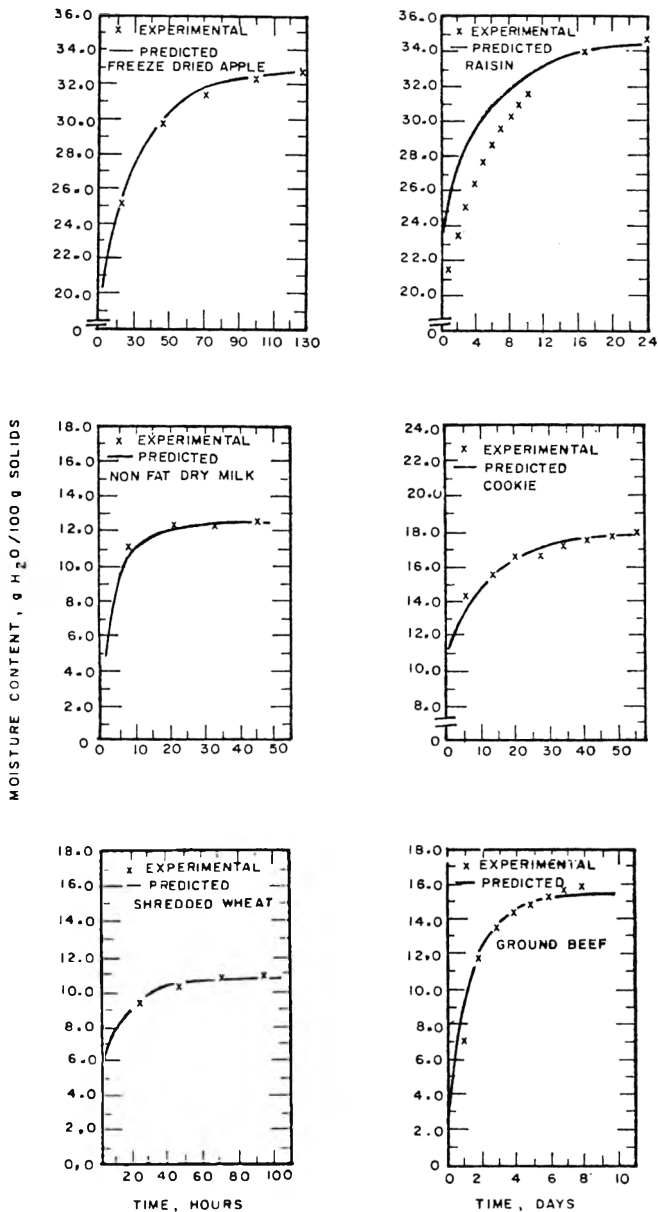 MOISTURE CONTENT, g H2O/100 g SOLIDS
36.0
34.0
32.0
30.0
28.0
26.0
24.0
22.0
20.0
0
x EXPERIMENTAL
— PREDICTED
FREEZE DRIED APPLE
0 10 30 50 70 90 110 130
36.0
34.0
32.0
30.0
28.0
26.0
24.0
22.0
20.0
0
x EXPERIMENTAL
— PREDICTED
RAISIN
0 4 8 12 16 20 24
18.0
16.0
14.0
12.0
10.0
8.0
6.0
4.0
2.0
0
x EXPERIMENTAL
— PREDICTED
NON FAT DRY MILK
0 10 20 30 40 50
24.0
22.0
20.0
18.0
16.0
14.0
12.0
10.0
8.0
0
x EXPERIMENTAL
— PREDICTED
COOKIE
0 10 20 30 40 50
18.0
16.0
14.0
12.0
10.0
8.0
6.0
4.0
2.0
0,0
x EXPERIMENTAL
— PREDICTED
SHREDDED WHEAT
20 40 60 80 100
TIME, HOURS
18.0
16.0
14.0
12.0
10.0
8.0
6.0
4.0
2.0
0
x EXPERIMENTAL
— PREDICTED
GROUND BEEF
0 2 4 6 8 10
TIME, DAYS